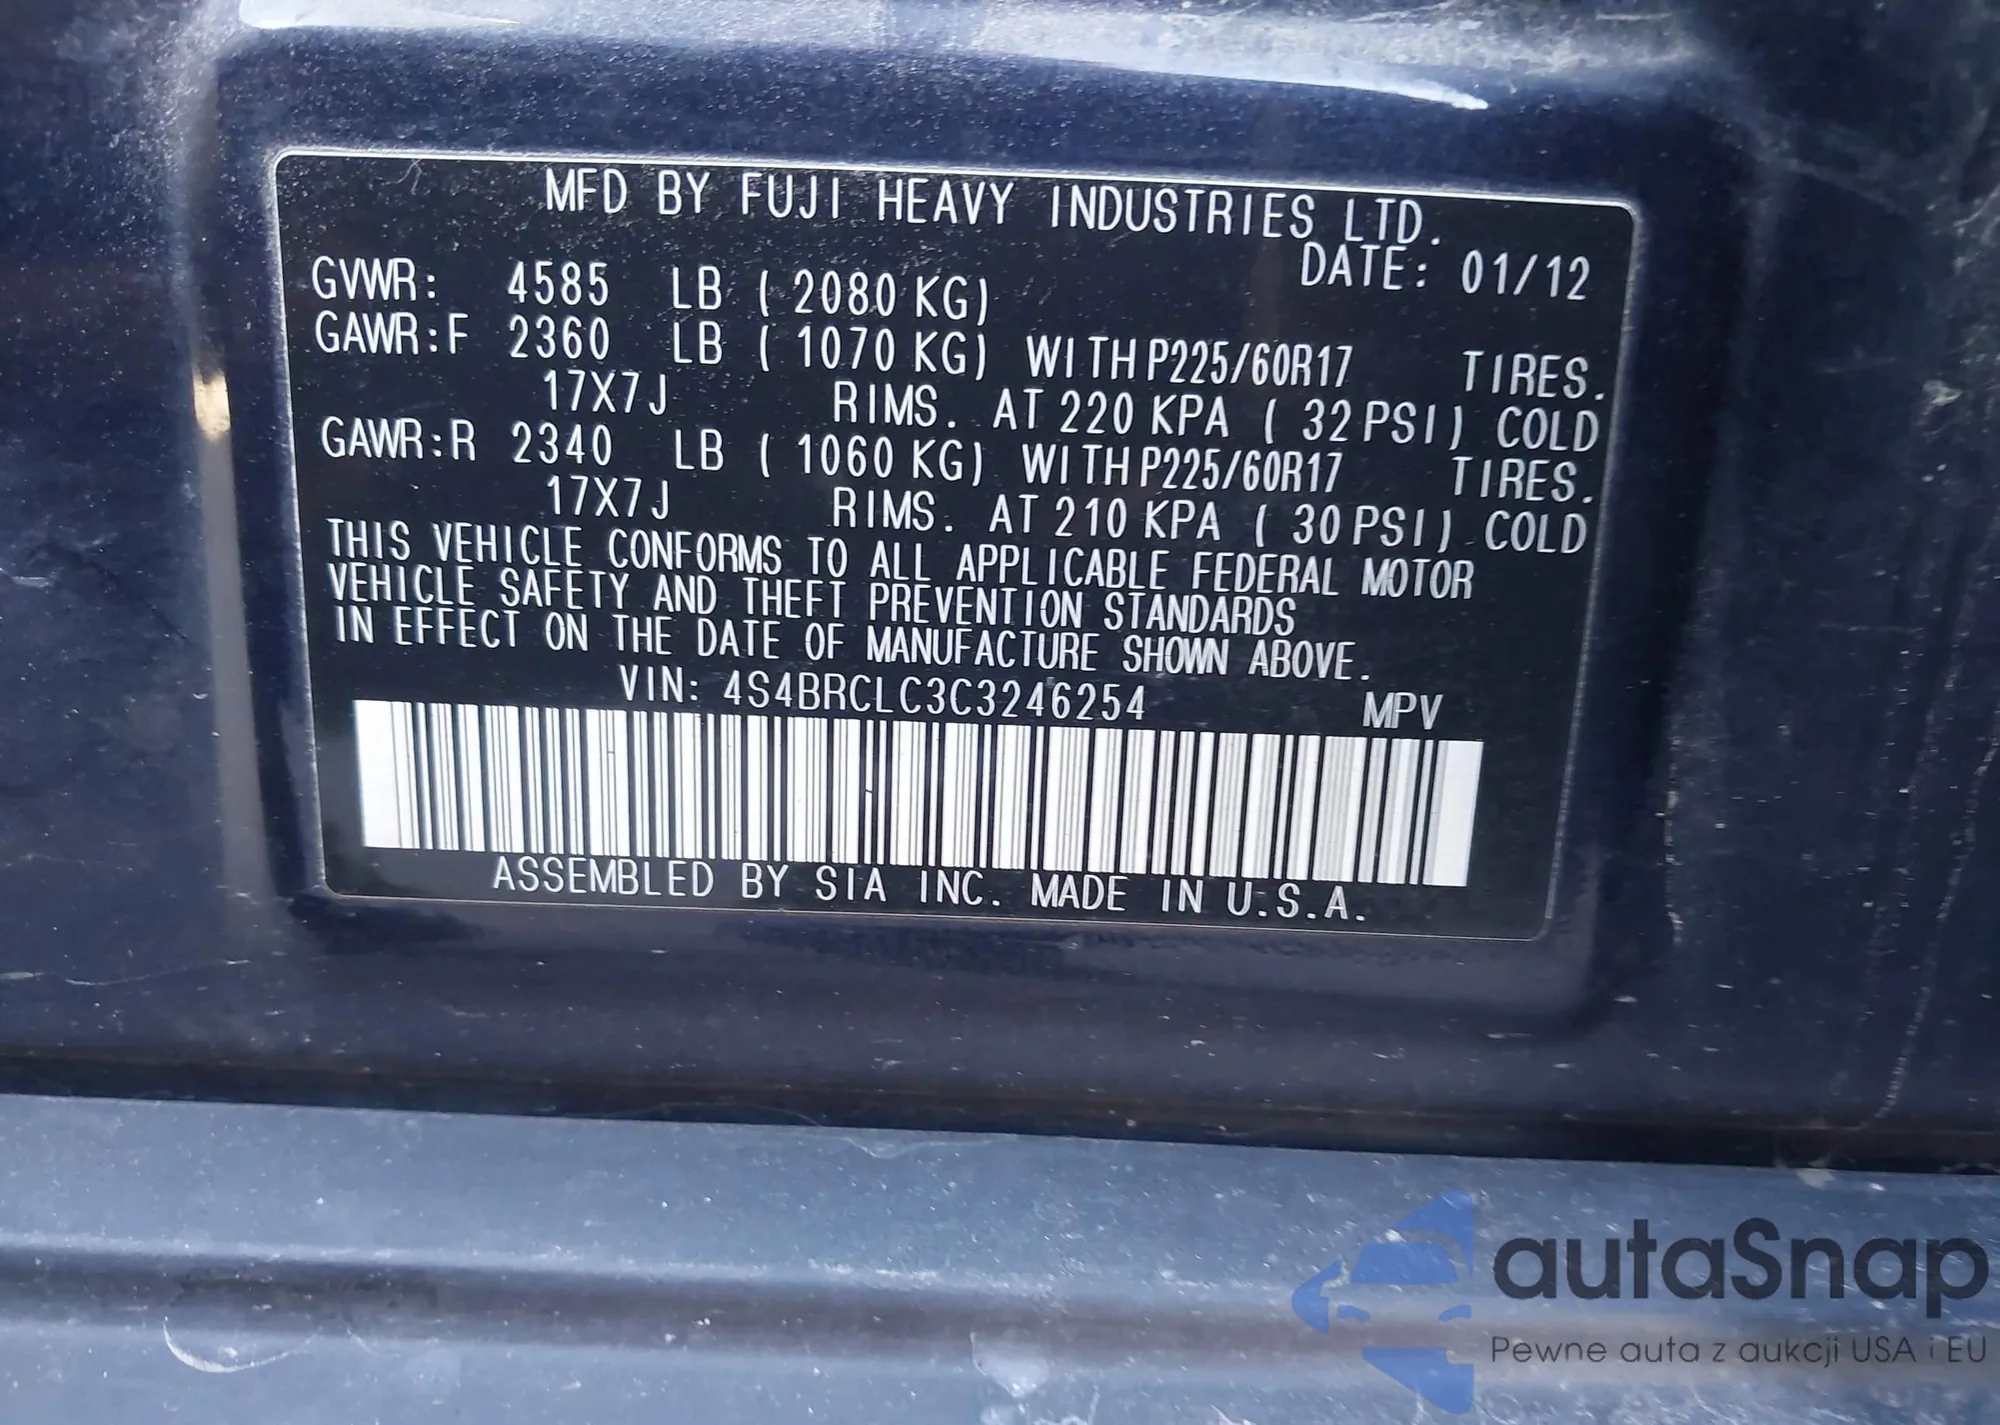 MFD BY FUJI HEAVY INDUSTRIES LTD.
DATE: 01/12
GVWR: 4585 LB ( 2080 KG)
GAWR:F 2360 LB ( 1070 KG) WITH P225/60R17 TIRES.
17X7J RIMS. AT 220 KPA ( 32 PSI) COLD
GAWR:R 2340 LB ( 1060 KG) WITH P225/60R17 TIRES.
17X7J RIMS. AT 210 KPA ( 30 PSI) COLD
THIS VEHICLE CONFORMS TO ALL APPLICABLE FEDERAL MOTOR
VEHICLE SAFETY AND THEFT PREVENTION STANDARDS
IN EFFECT ON THE DATE OF MANUFACTURE SHOWN ABOVE.
VIN: 4S4BRCLC3C3246254 MPV
ASSEMBLED BY SIA INC. MADE IN U.S.A.
autaSnap
Pewne auta z aukcji USA i EU